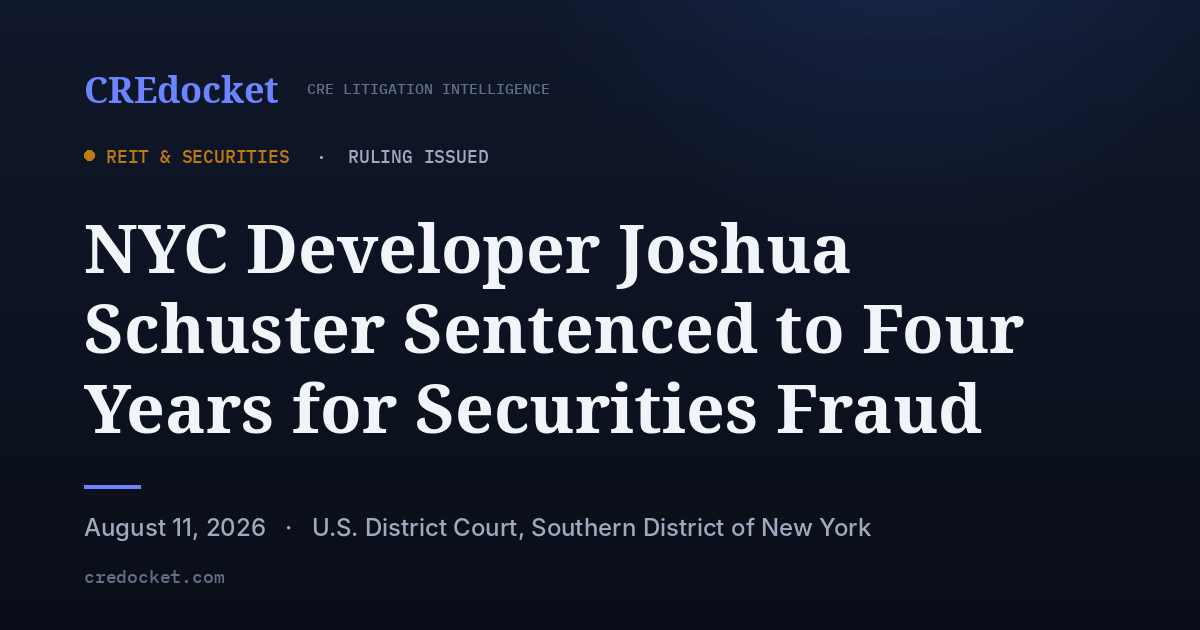 CREdocket CRE LITIGATION INTELLIGENCE
REIT & SECURITIES · RULING ISSUED
NYC Developer Joshua
Schuster Sentenced to Four
Years for Securities Fraud
August 11, 2026 · U.S. District Court, Southern District of New York
credocket.com